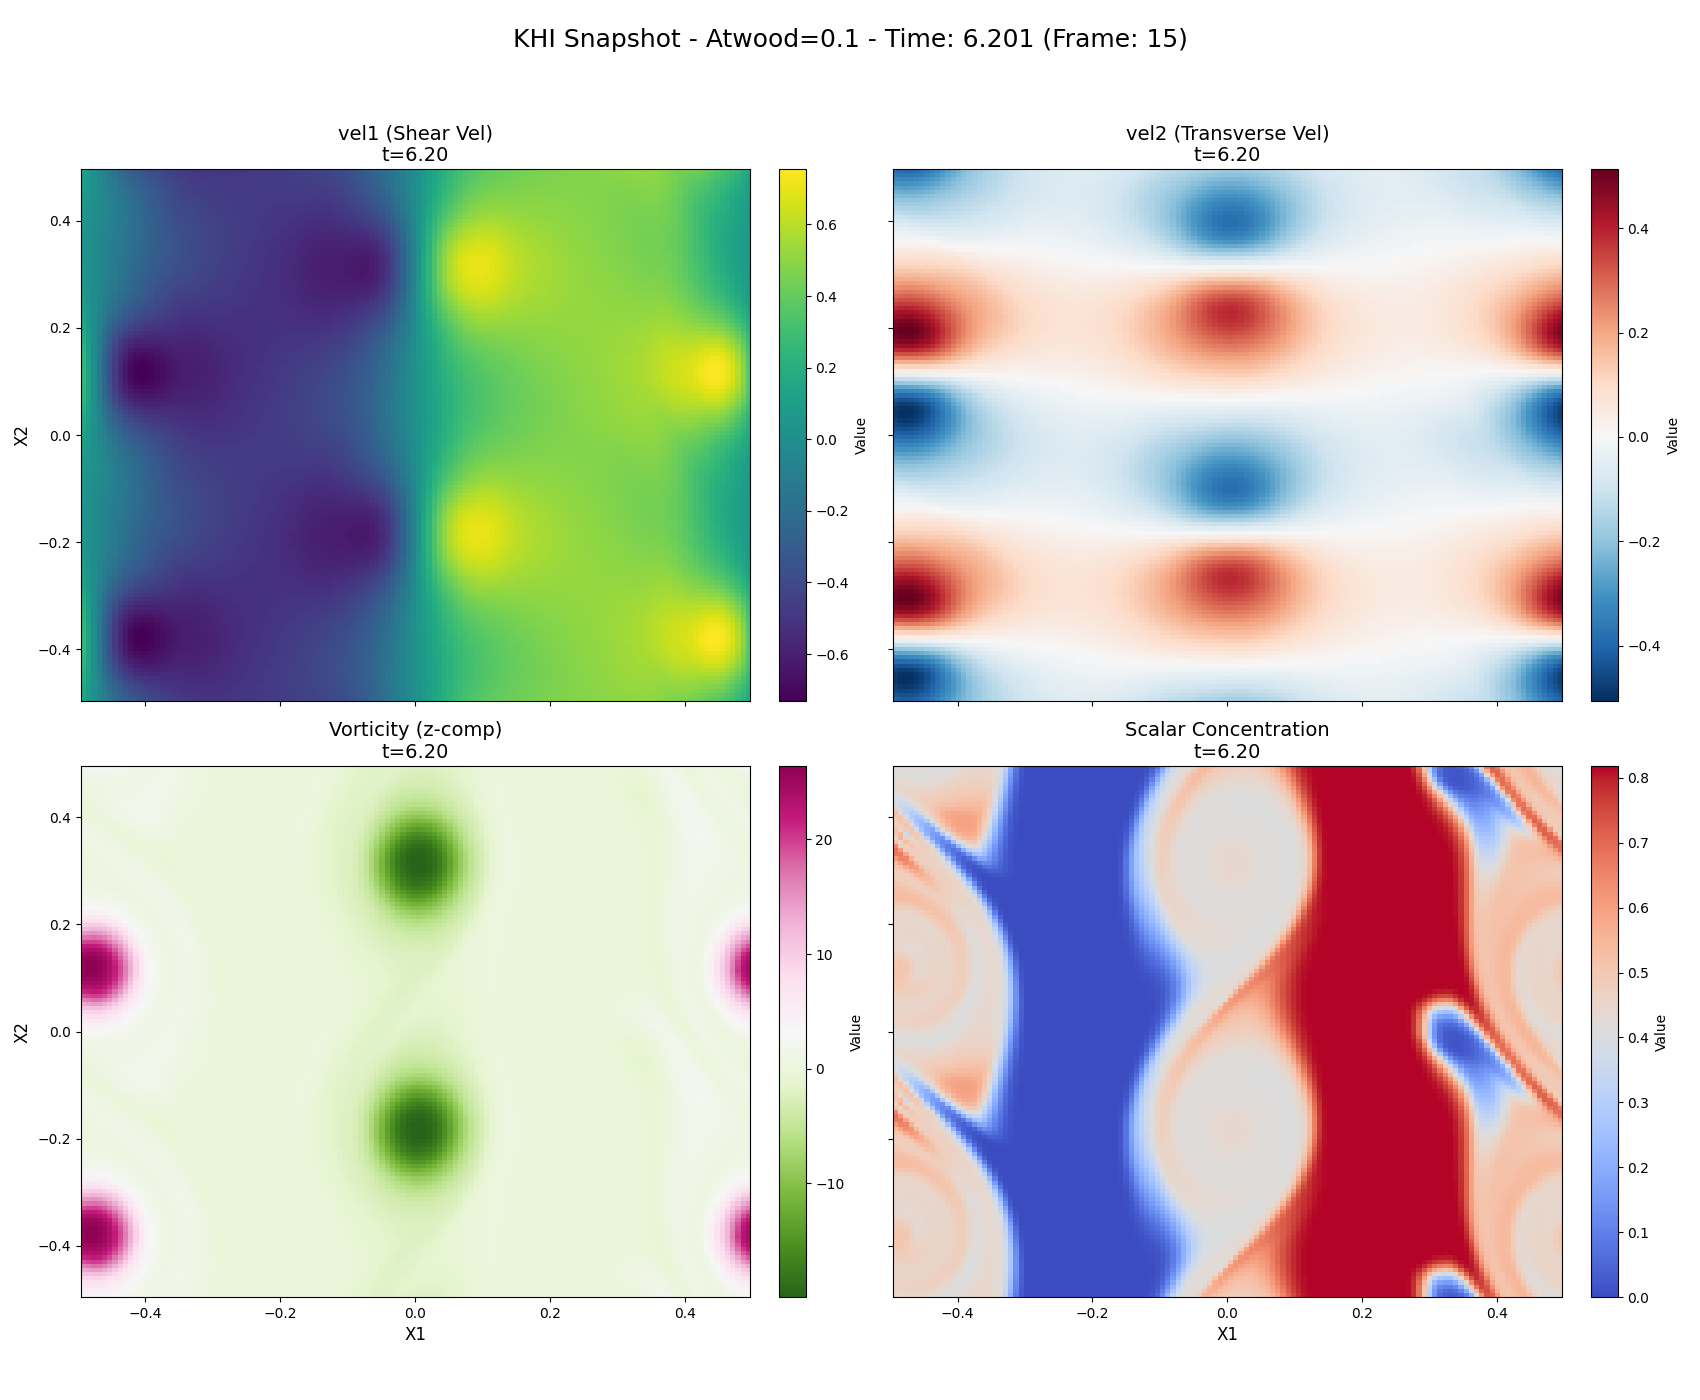 KHI Snapshot - Atwood=0.1 - Time: 6.201 (Frame: 15)
vel1 (Shear Vel)
t=6.20
X2
0.4
0.2
0.0
−0.2
−0.4
0.6
0.4
0.2
0.0
−0.2
−0.4
−0.6
Value
vel2 (Transverse Vel)
t=6.20
0.4
0.2
0.0
−0.2
−0.4
Value
Vorticity (z-comp)
t=6.20
X2
0.4
0.2
0.0
−0.2
−0.4
−0.4
−0.2
0.0
0.2
0.4
X1
20
10
0
−10
Value
Scalar Concentration
t=6.20
−0.4
−0.2
0.0
0.2
0.4
X1
0.8
0.7
0.6
0.5
0.4
0.3
0.2
0.1
0.0
Value